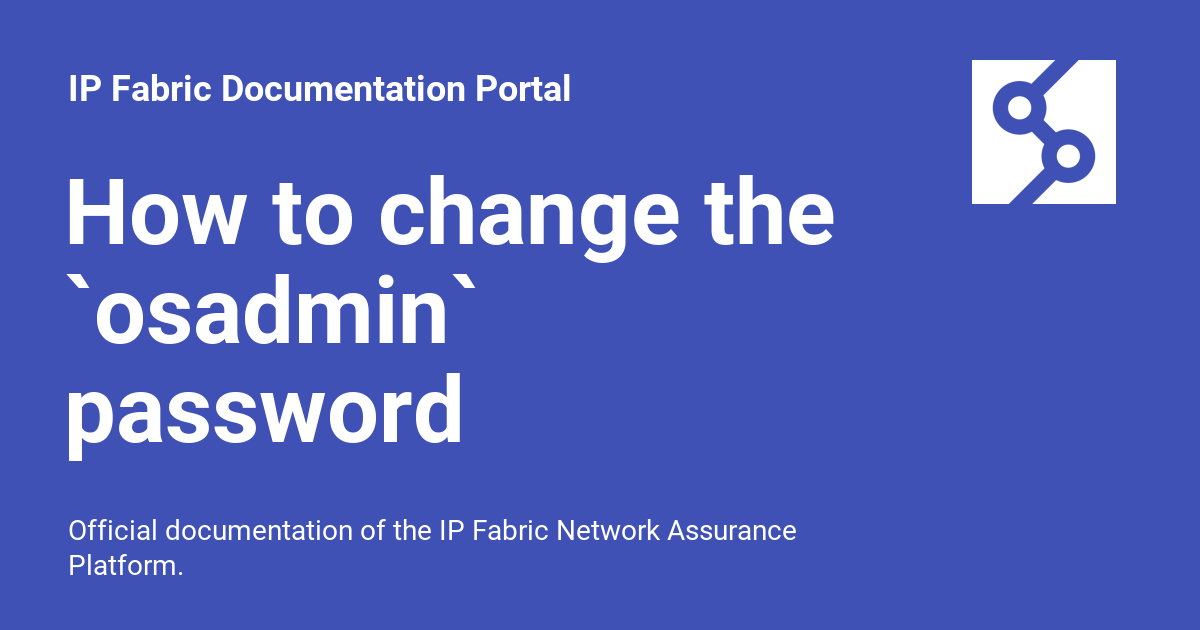 IP Fabric Documentation Portal
How to change the
`osadmin`
password
Official documentation of the IP Fabric Network Assurance
Platform.